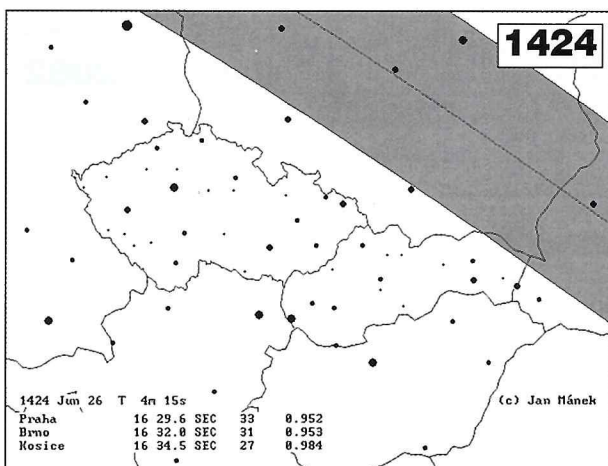 1424
1424 Jun 26 T 4m 15s
(c) Jan Mánek
Praha 16 29.6 SEC 33 0.952
Brno 16 32.0 SEC 31 0.953
Kosice 16 34.5 SEC 27 0.984